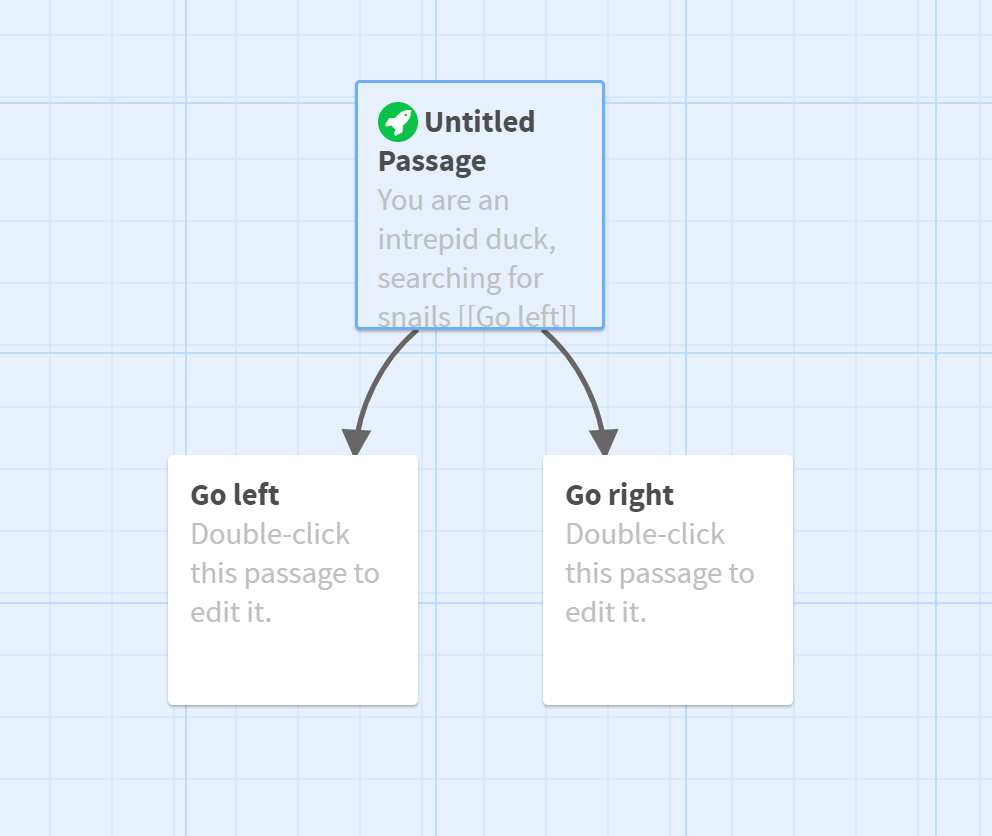 Untitled
Passage
You are an
intrepid duck,
searching for
snails [[Go left]]
Go left
Double-click
this passage to
edit it.
Go right
Double-click
this passage to
edit it.